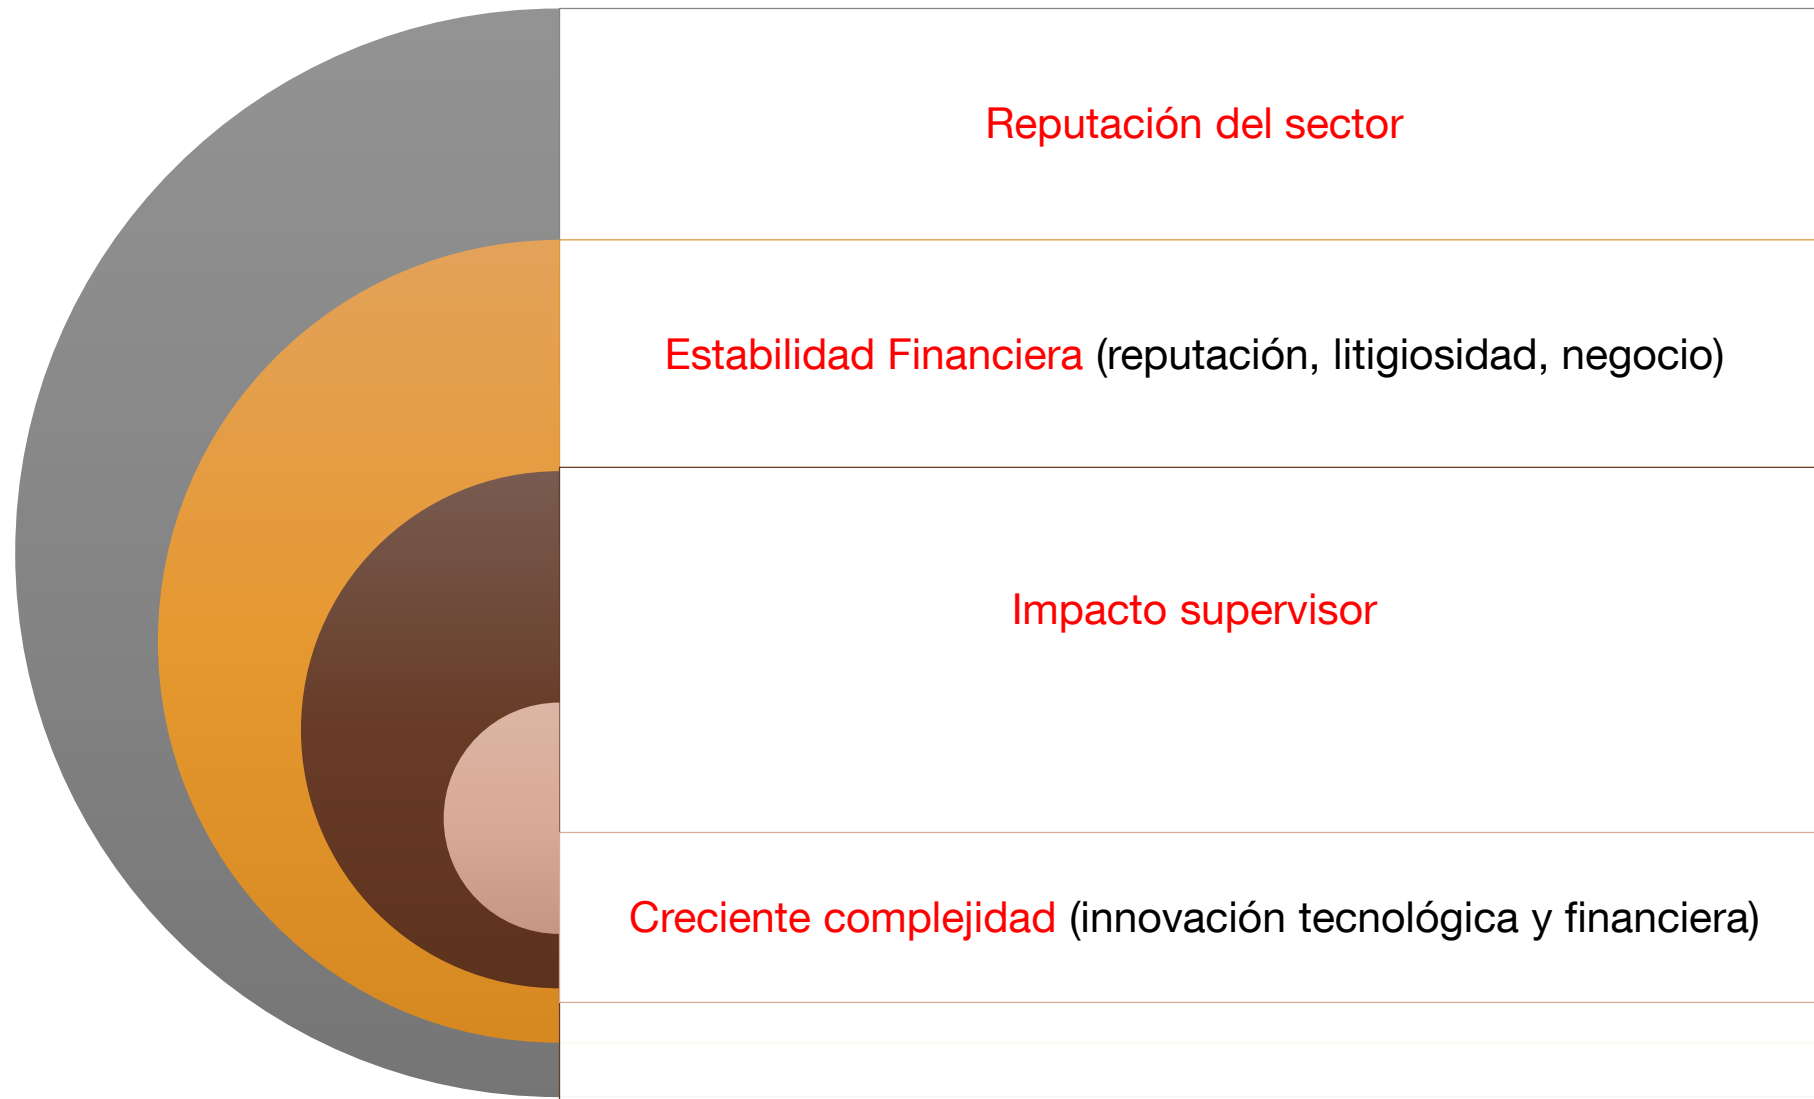 Reputación del sector
Estabilidad Financiera (reputación, litigiosidad, negocio)
Impacto supervisor
Creciente complejidad (innovación tecnológica y financiera)